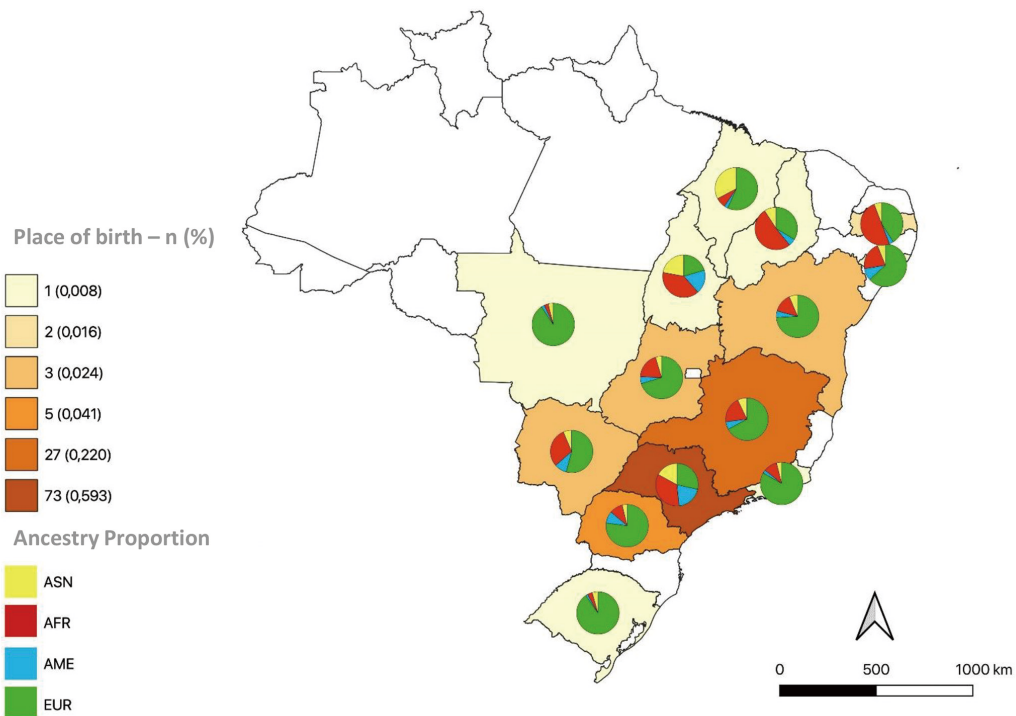 Place of birth – n (%)
1 (0,008)
2 (0,016)
3 (0,024)
5 (0,041)
27 (0,220)
73 (0,593)
Ancestry Proportion
ASN
AFR
AME
EUR
0 500 1000 km